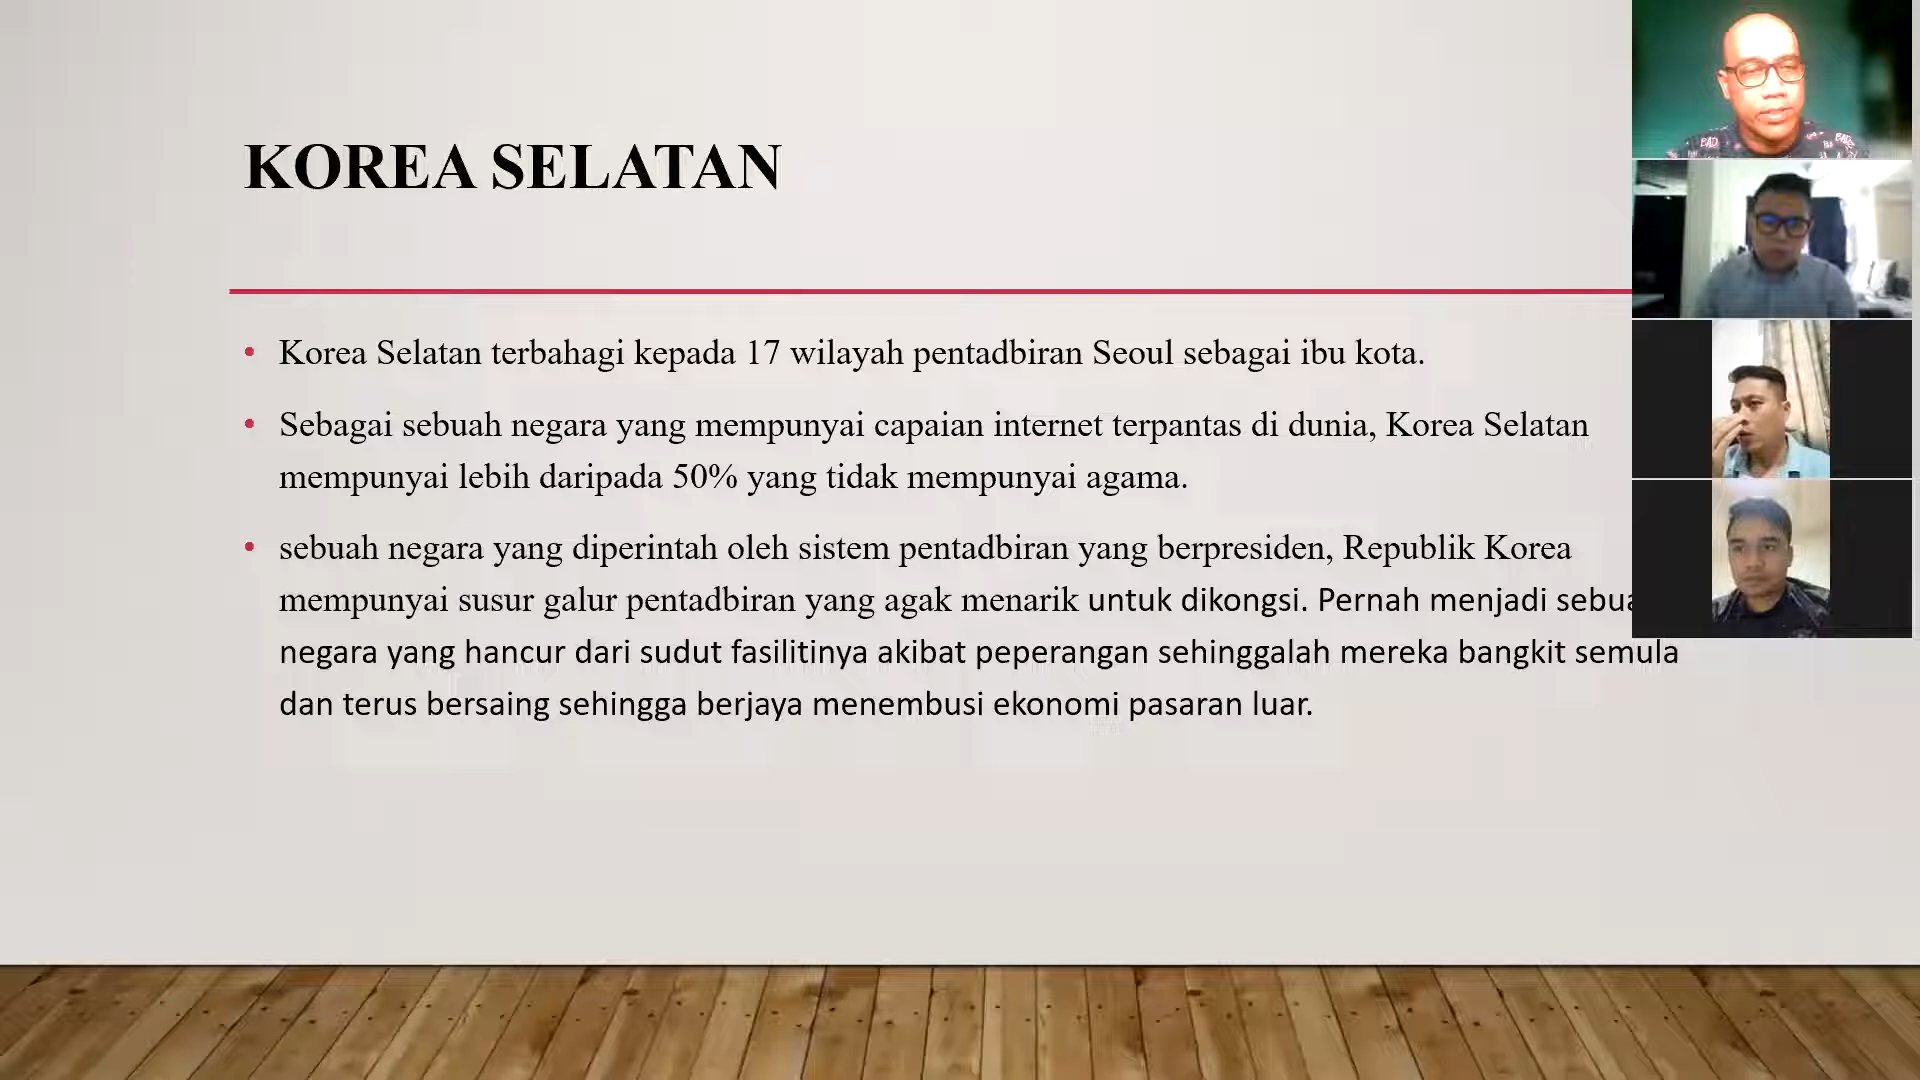 KOREA SELATAN
• Korea Selatan terbahagi kepada 17 wilayah pentadbiran Seoul sebagai ibu kota.
• Sebagai sebuah negara yang mempunyai capaian internet terpantas di dunia, Korea Selatan
mempunyai lebih daripada 50% yang tidak mempunyai agama.
• sebuah negara yang diperintah oleh sistem pentadbiran yang berpresiden, Republik Korea
mempunyai susur galur pentadbiran yang agak menarik untuk dikongsi. Pernah menjadi
negara yang hancur dari sudut fasilitinya akibat peperangan sehinggalah mereka bangkit semula
dan terus bersaing sehingga berjaya menembusi ekonomi pasaran luar.
BAD